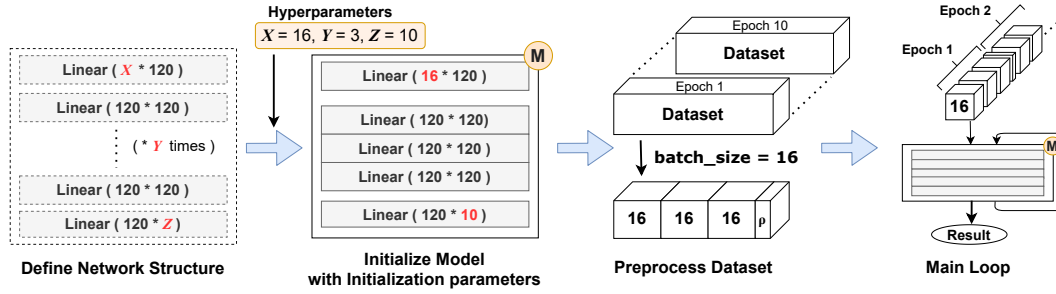 Hyperparameters
X = 16, Y = 3, Z = 10
Linear ( X * 120 )
Linear ( 120 * 120 )
( * Y times )
Linear ( 120 * 120 )
Linear ( 120 * Z )
Define Network Structure
M
Linear ( 16 * 120 )
Linear ( 120 * 120)
Linear ( 120 * 120 )
Linear ( 120 * 120 )
Linear ( 120 * 10 )
Initialize Model
with Initialization parameters
Epoch 10
Dataset
Epoch 1
Dataset
batch_size = 16
16 16 16 ρ
Preprocess Dataset
Epoch 2
Epoch 1
16
M
Result
Main Loop